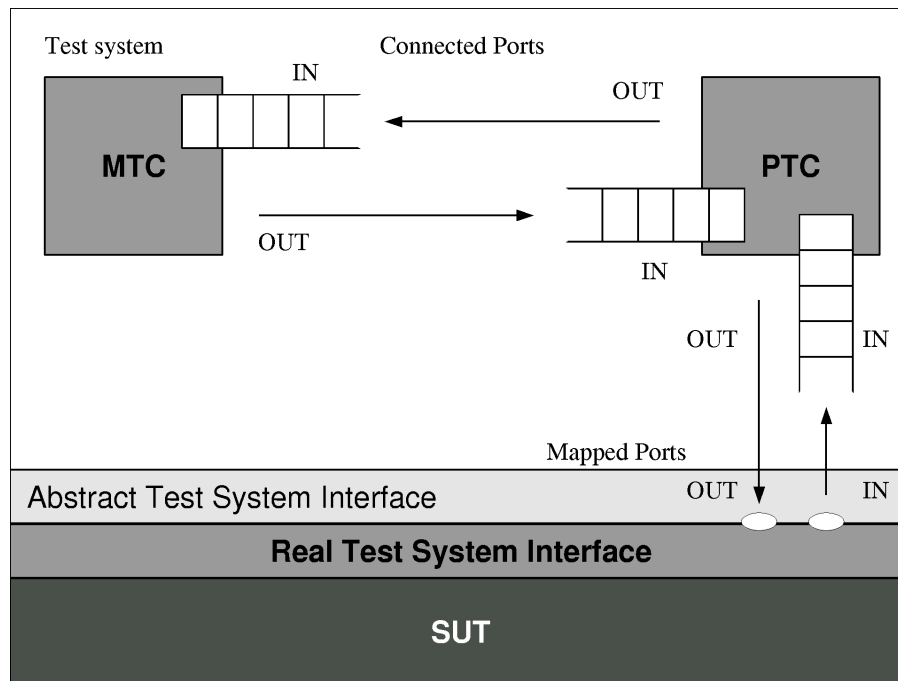 Test system
Connected Ports
IN
OUT
MTC
PTC
OUT
IN
OUT
IN
Mapped Ports
Abstract Test System Interface
OUT
IN
Real Test System Interface
SUT